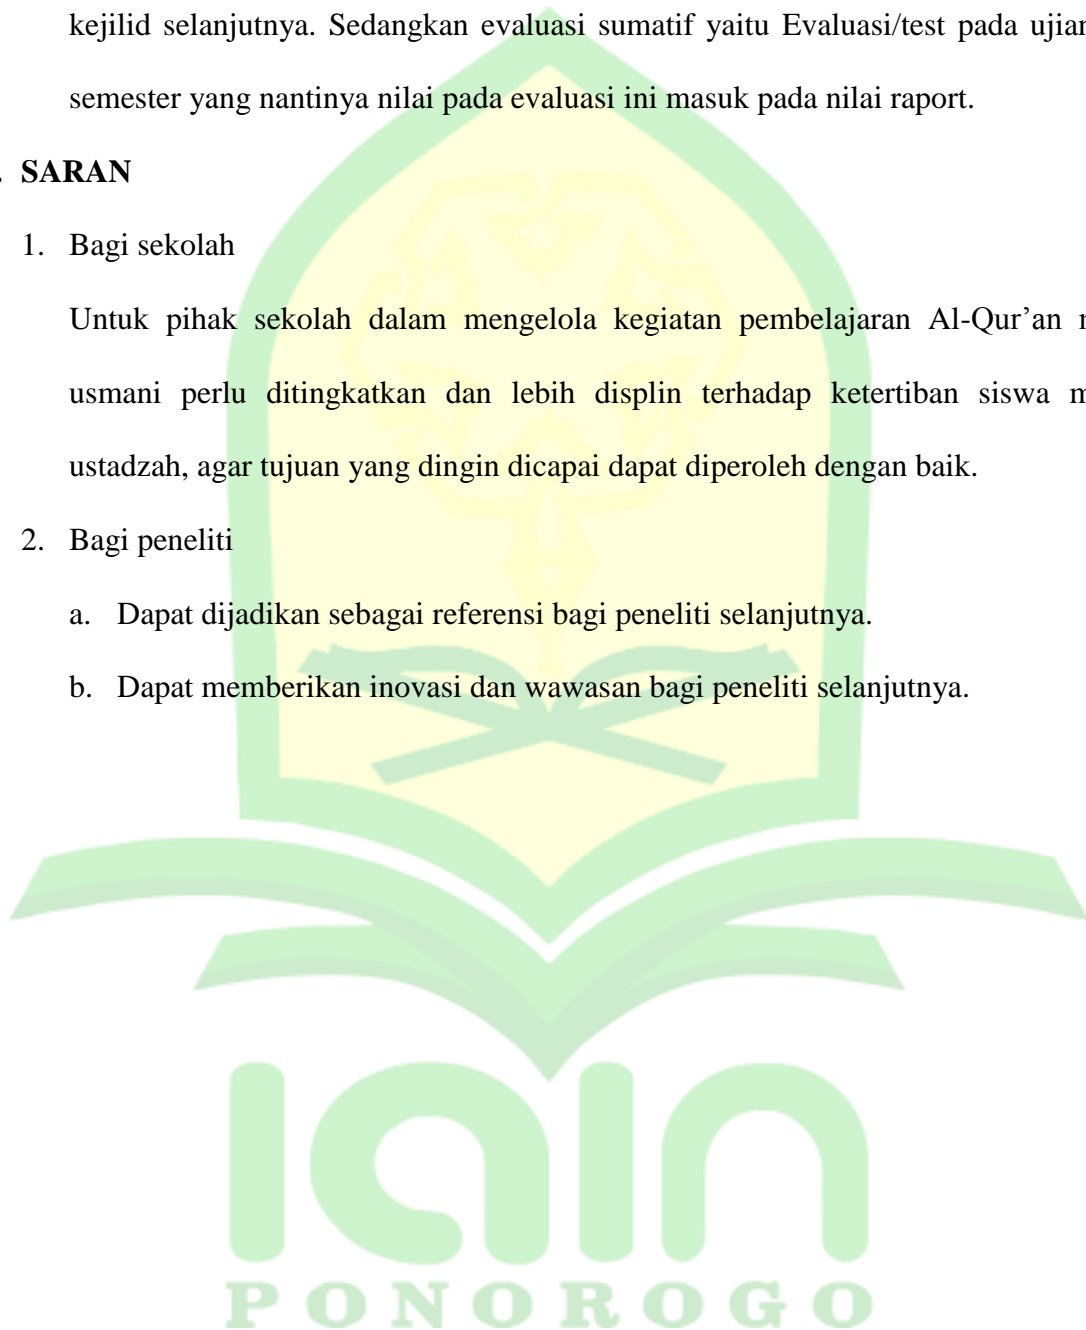 kejilid selanjutnya. Sedangkan evaluasi sumatif yaitu Evaluasi/test pada ujian
semester yang nantinya nilai pada evaluasi ini masuk pada nilai raport.
. SARAN
1. Bagi sekolah
Untuk pihak sekolah dalam mengelola kegiatan pembelajaran Al-Qur’an
usmani perlu ditingkatkan dan lebih displin terhadap ketertiban siswa
ustadzah, agar tujuan yang dingin dicapai dapat diperoleh dengan baik.
2. Bagi peneliti
a. Dapat dijadikan sebagai referensi bagi peneliti selanjutnya.
b. Dapat memberikan inovasi dan wawasan bagi peneliti selanjutnya.
iain
PONOROGO